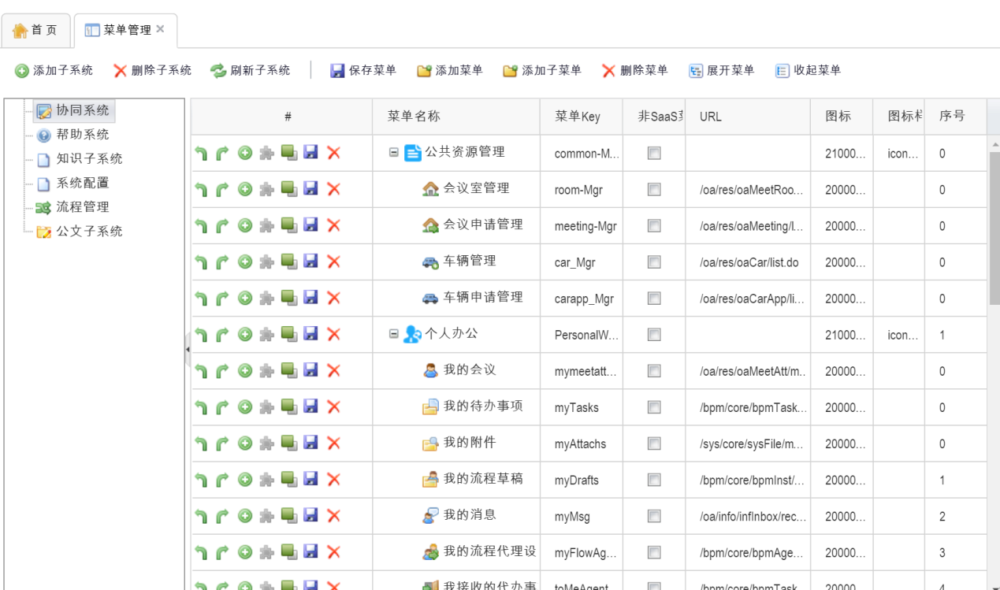 首 页
菜单管理
添加子系统 删除子系统 刷新子系统 保存菜单 添加菜单 添加子菜单 删除菜单 展开菜单 收起菜单
协同系统
帮助系统
知识子系统
系统配置
流程管理
公文子系统
# 菜单名称 菜单Key 非SaaS URL 图标 图标 序号
公共资源管理 common-M... 21000... icon... 0
会议室管理 room-Mgr /oa/res/oaMeetRoo... 20000... 0
会议申请管理 meeting-Mgr /oa/res/oaMeeting/l... 20000... 0
车辆管理 car_Mgr /oa/res/oaCar/list.do 20000... 0
车辆申请管理 carapp_Mgr /oa/res/oaCarApp/li... 20000... 0
个人办公 PersonalW... 21000... icon... 1
我的会议 mymeetatt... /oa/res/oaMeetAtt/m... 20000... 0
我的待办事项 myTasks /bpm/core/bpmTask... 20000... 0
我的附件 myAttachs /sys/core/sysFile/m... 20000... 0
我的流程草稿 myDrafts /bpm/core/bpmInst/... 20000... 1
我的消息 myMsg /oa/info/infInbox/rec... 20000... 2
我的流程代理设 myFlowAg... /bpm/core/bpmAge... 20000... 3
我接收的代办事 toMeAgent /bpm/core/bpmTask 20000 4